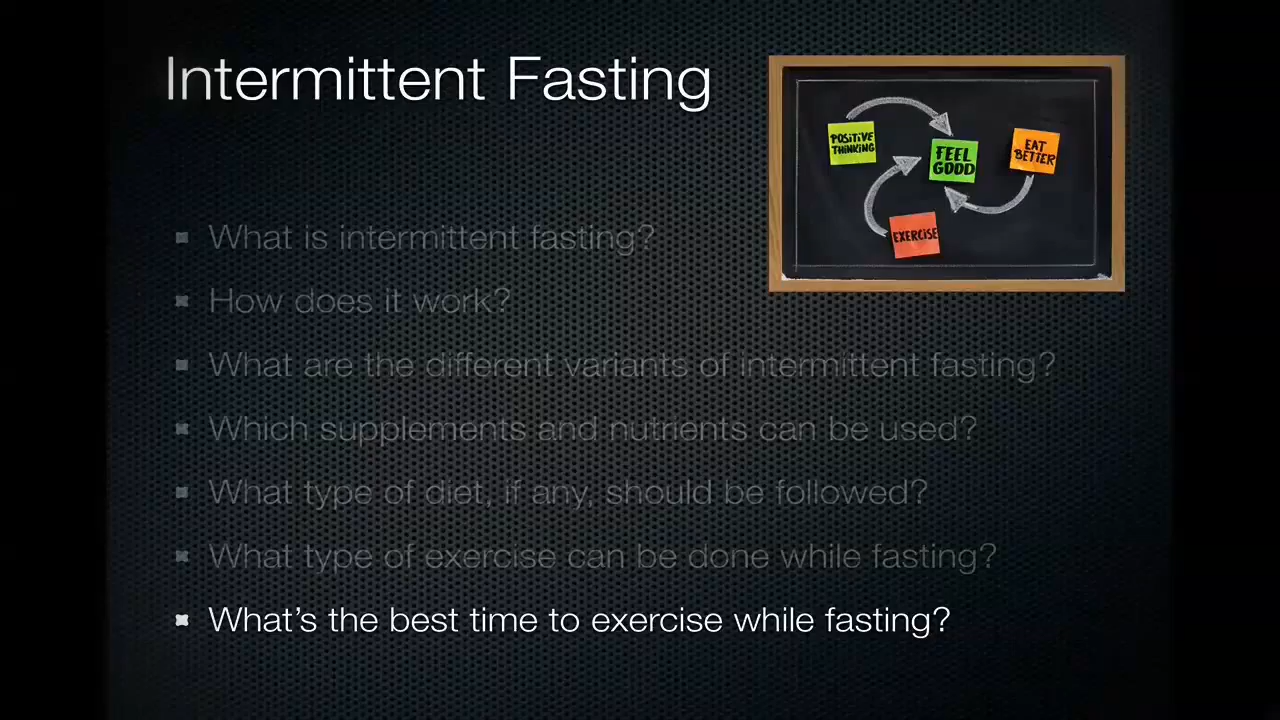 Intermittent Fasting
POSITIVE
THINKING
FEEL
GOOD
EAT
BETTER
EXERCISE
What is intermittent fasting?
How does it work?
What are the different variants of intermittent fasting?
Which supplements and nutrients can be used?
What type of diet, if any, should be followed?
What type of exercise can be done while fasting?
What's the best time to exercise while fasting?